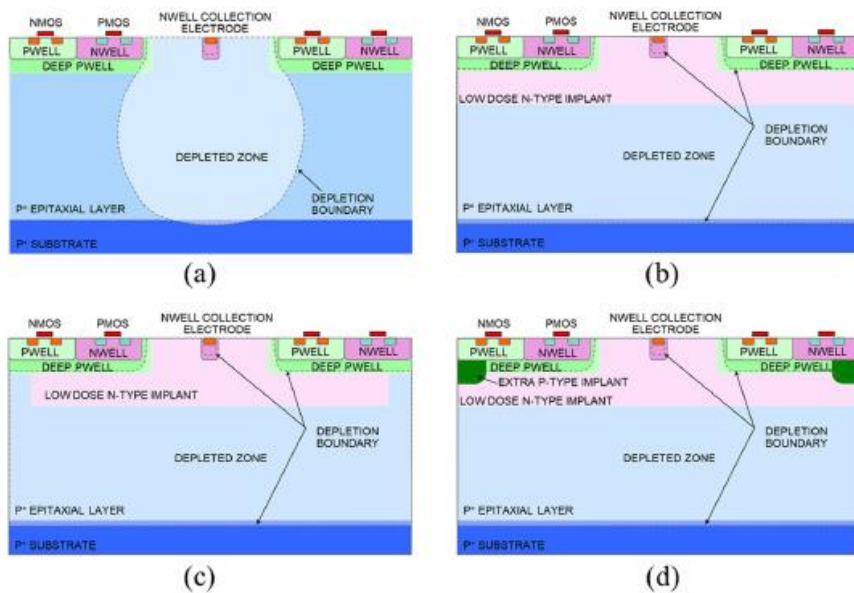 NMOS PMOS NWELL COLLECTION
ELECTRODE
PWELL NWELL PWELL NWELL
DEEP PWELL DEEP PWELL
DEPLETED ZONE
DEPLETION
BOUNDARY
P⁻ EPITAXIAL LAYER
P⁺ SUBSTRATE
(a)
NMOS PMOS NWELL COLLECTION
ELECTRODE
PWELL NWELL PWELL NWELL
DEEP PWELL DEEP PWELL
LOW DOSE N-TYPE IMPLANT
DEPLETION
BOUNDARY
DEPLETED ZONE
P⁻ EPITAXIAL LAYER
P⁺ SUBSTRATE
(b)
NMOS PMOS NWELL COLLECTION
ELECTRODE
PWELL NWELL PWELL NWELL
DEEP PWELL DEEP PWELL
LOW DOSE N-TYPE IMPLANT
DEPLETION
BOUNDARY
DEPLETED ZONE
P⁻ EPITAXIAL LAYER
P⁺ SUBSTRATE
(c)
NMOS PMOS NWELL COLLECTION
ELECTRODE
PWELL NWELL PWELL NWELL
DEEP PWELL DEEP PWELL
EXTRA P-TYPE IMPLANT
LOW DOSE N-TYPE IMPLANT
DEPLETION
BOUNDARY
DEPLETED ZONE
P⁻ EPITAXIAL LAYER
P⁺ SUBSTRATE
(d)